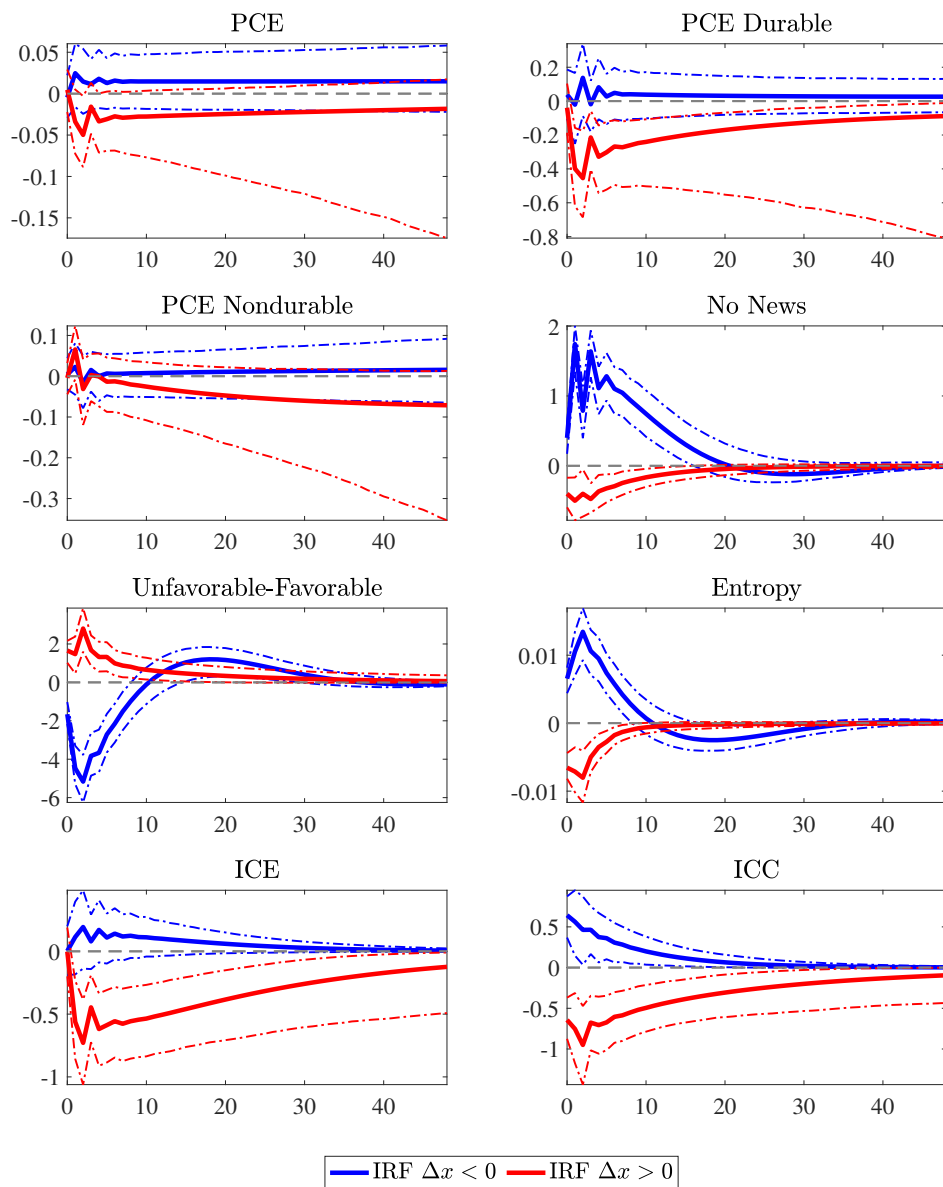 PCE
PCE Durable
0.05
0
-0.05
-0.1
-0.15
0 10 20 30 40
0.2
0
-0.2
-0.4
-0.6
-0.8
0 10 20 30 40
PCE Nondurable
No News
0.1
0
-0.1
-0.2
-0.3
0 10 20 30 40
2
1
0
0 10 20 30 40
Unfavorable-Favorable
Entropy
2
0
-2
-4
-6
0 10 20 30 40
0.01
0
-0.01
0 10 20 30 40
ICE
ICC
0
-0.5
-1
0 10 20 30 40
0.5
0
-0.5
-1
0 10 20 30 40
IRF Δx < 0 IRF Δx > 0